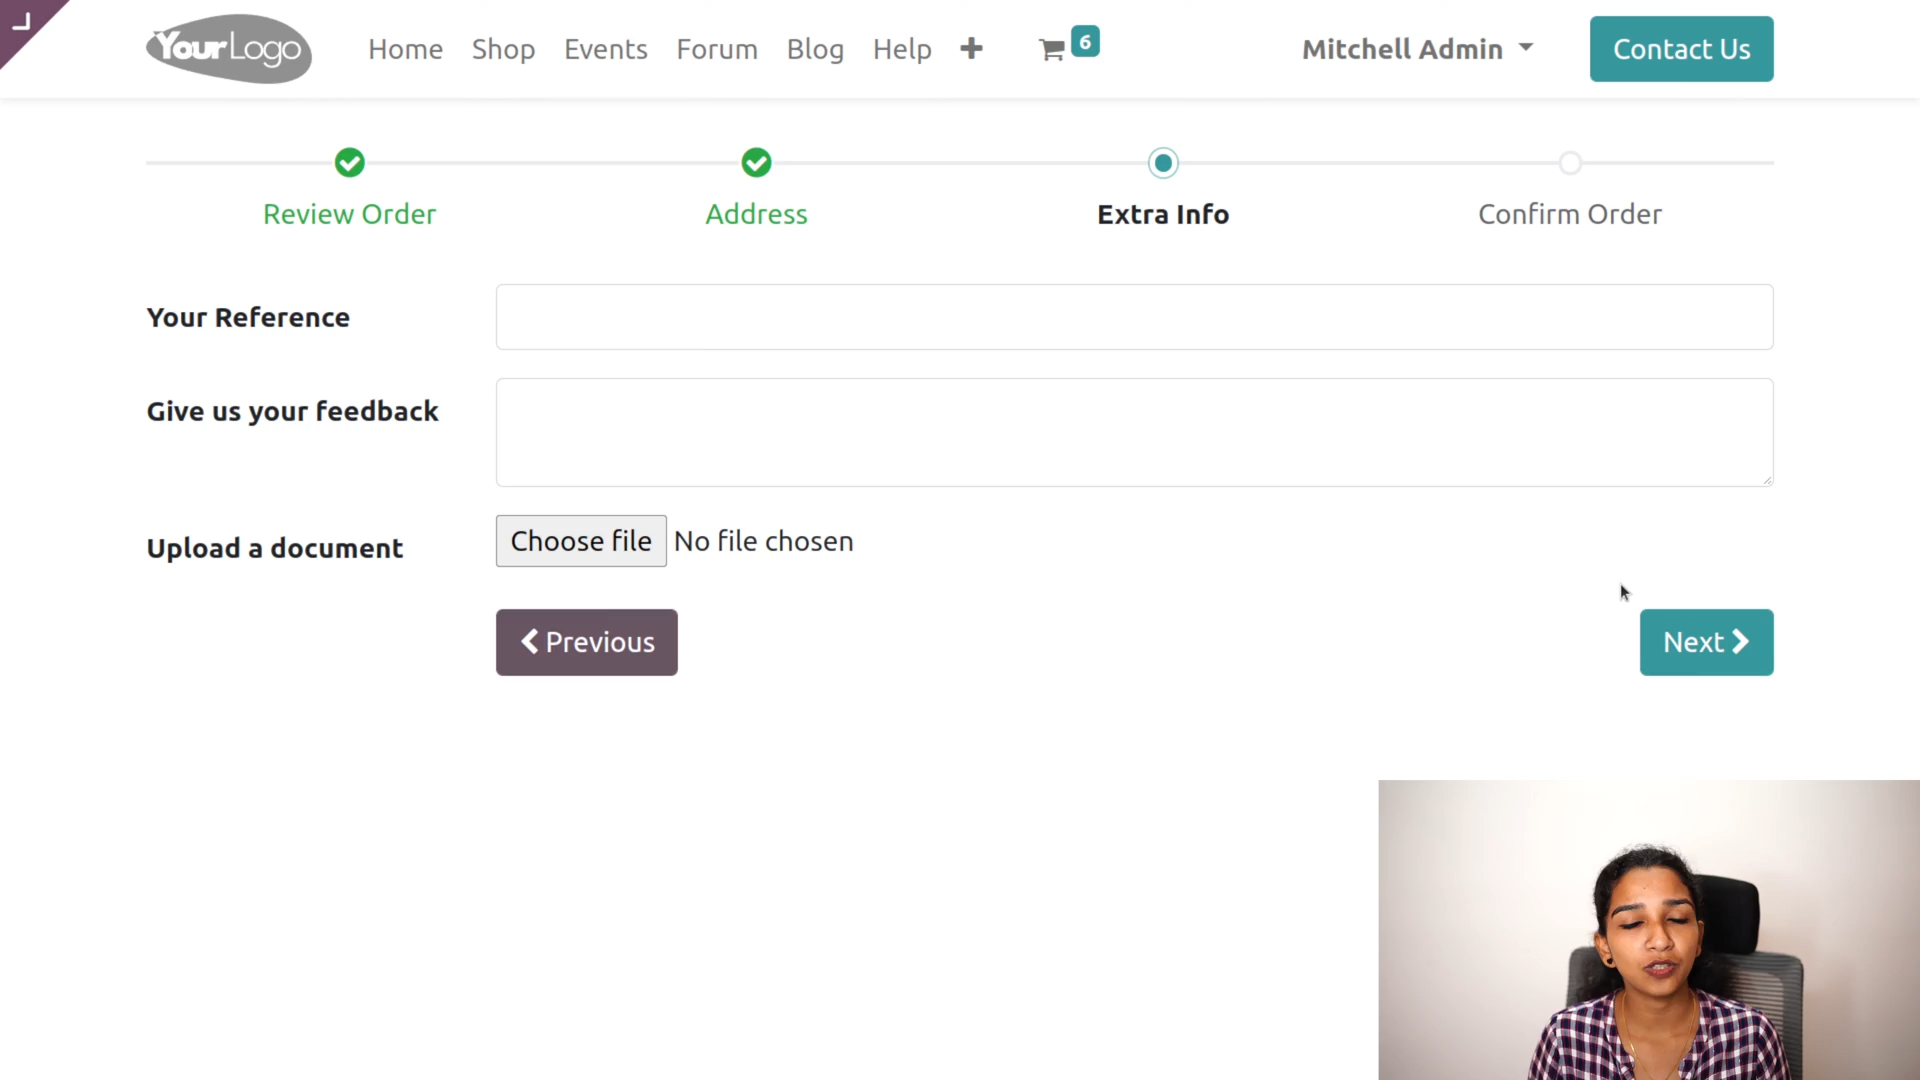 YourLogo Home Shop Events Forum Blog Help 6 Mitchell Admin Contact Us
Review Order Address Extra Info Confirm Order
Your Reference
Give us your feedback
Upload a document Choose file No file chosen
Previous Next